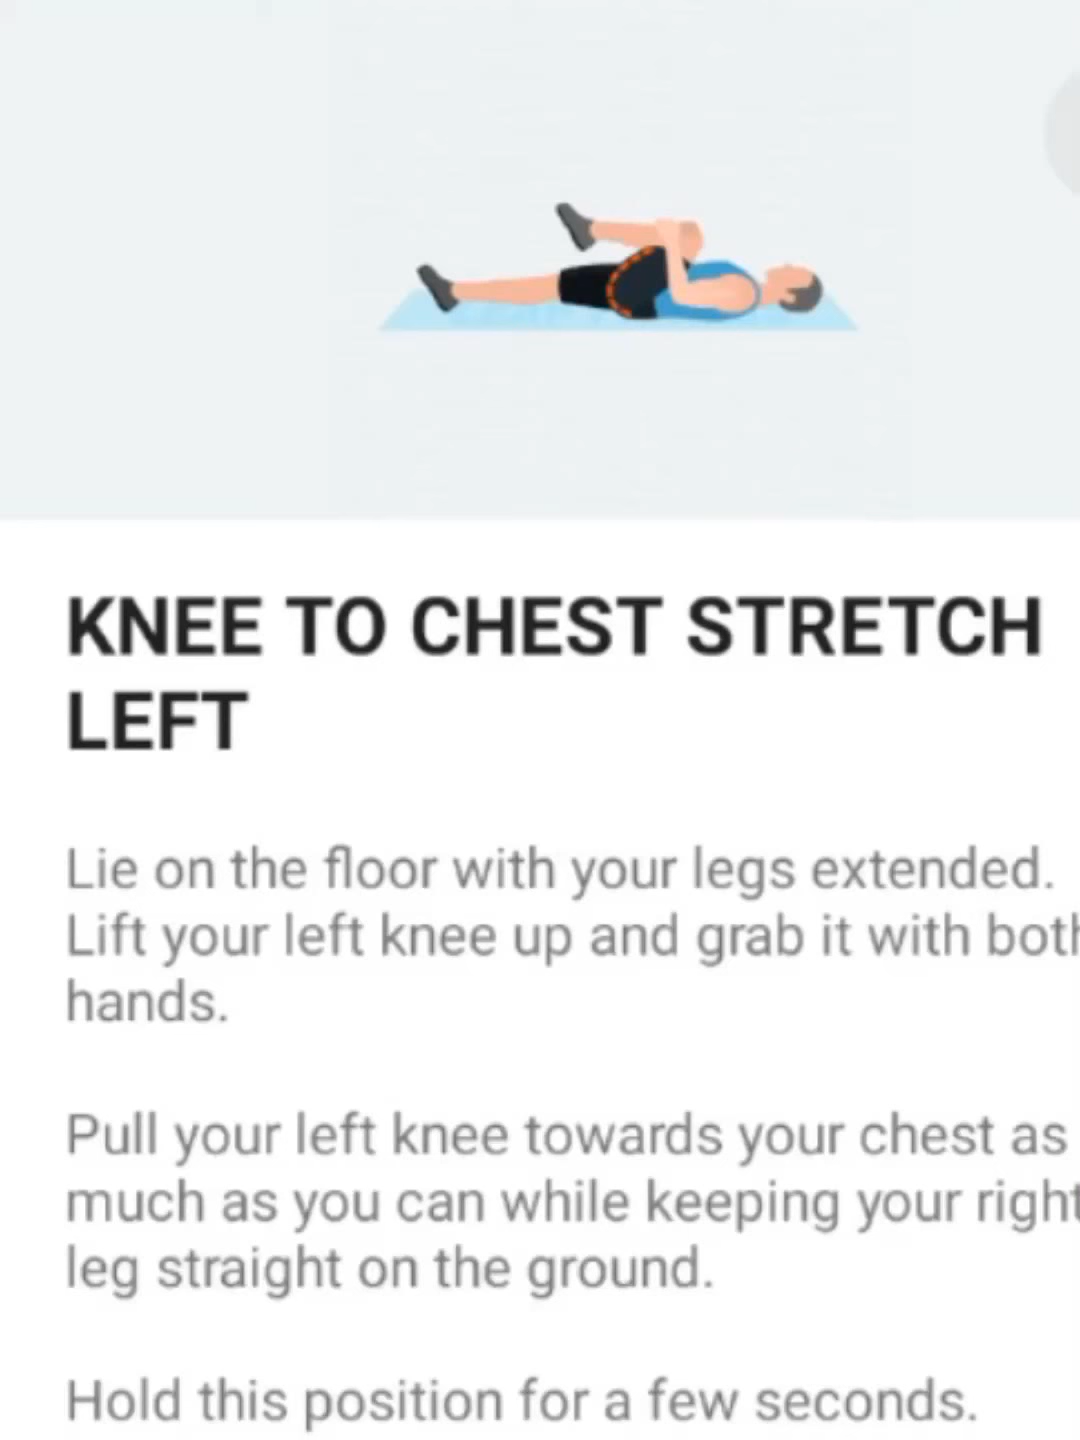 KNEE TO CHEST STRETCH
LEFT
Lie on the floor with your legs extended.
Lift your left knee up and grab it with both
hands.
Pull your left knee towards your chest as
much as you can while keeping your right
leg straight on the ground.
Hold this position for a few seconds.